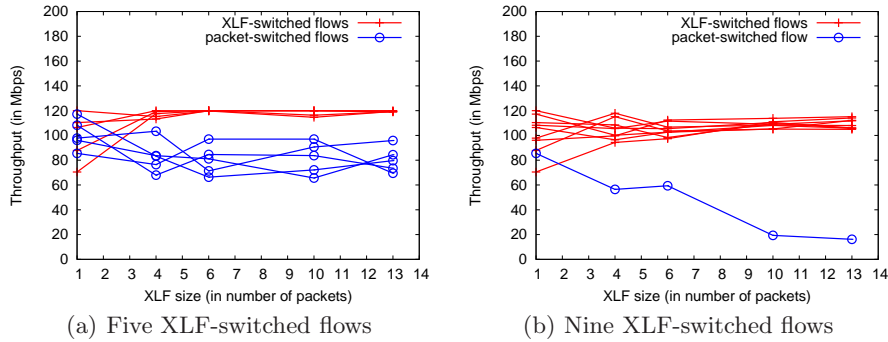 XLF-switched flows
packet-switched flows
Throughput (in Mbps)
200
180
160
140
120
100
80
60
40
20
0
1 2 3 4 5 6 7 8 9 10 11 12 13 14
XLF size (in number of packets)
(a) Five XLF-switched flows
XLF-switched flows
packet-switched flow
Throughput (in Mbps)
200
180
160
140
120
100
80
60
40
20
0
1 2 3 4 5 6 7 8 9 10 11 12 13 14
XLF size (in number of packets)
(b) Nine XLF-switched flows